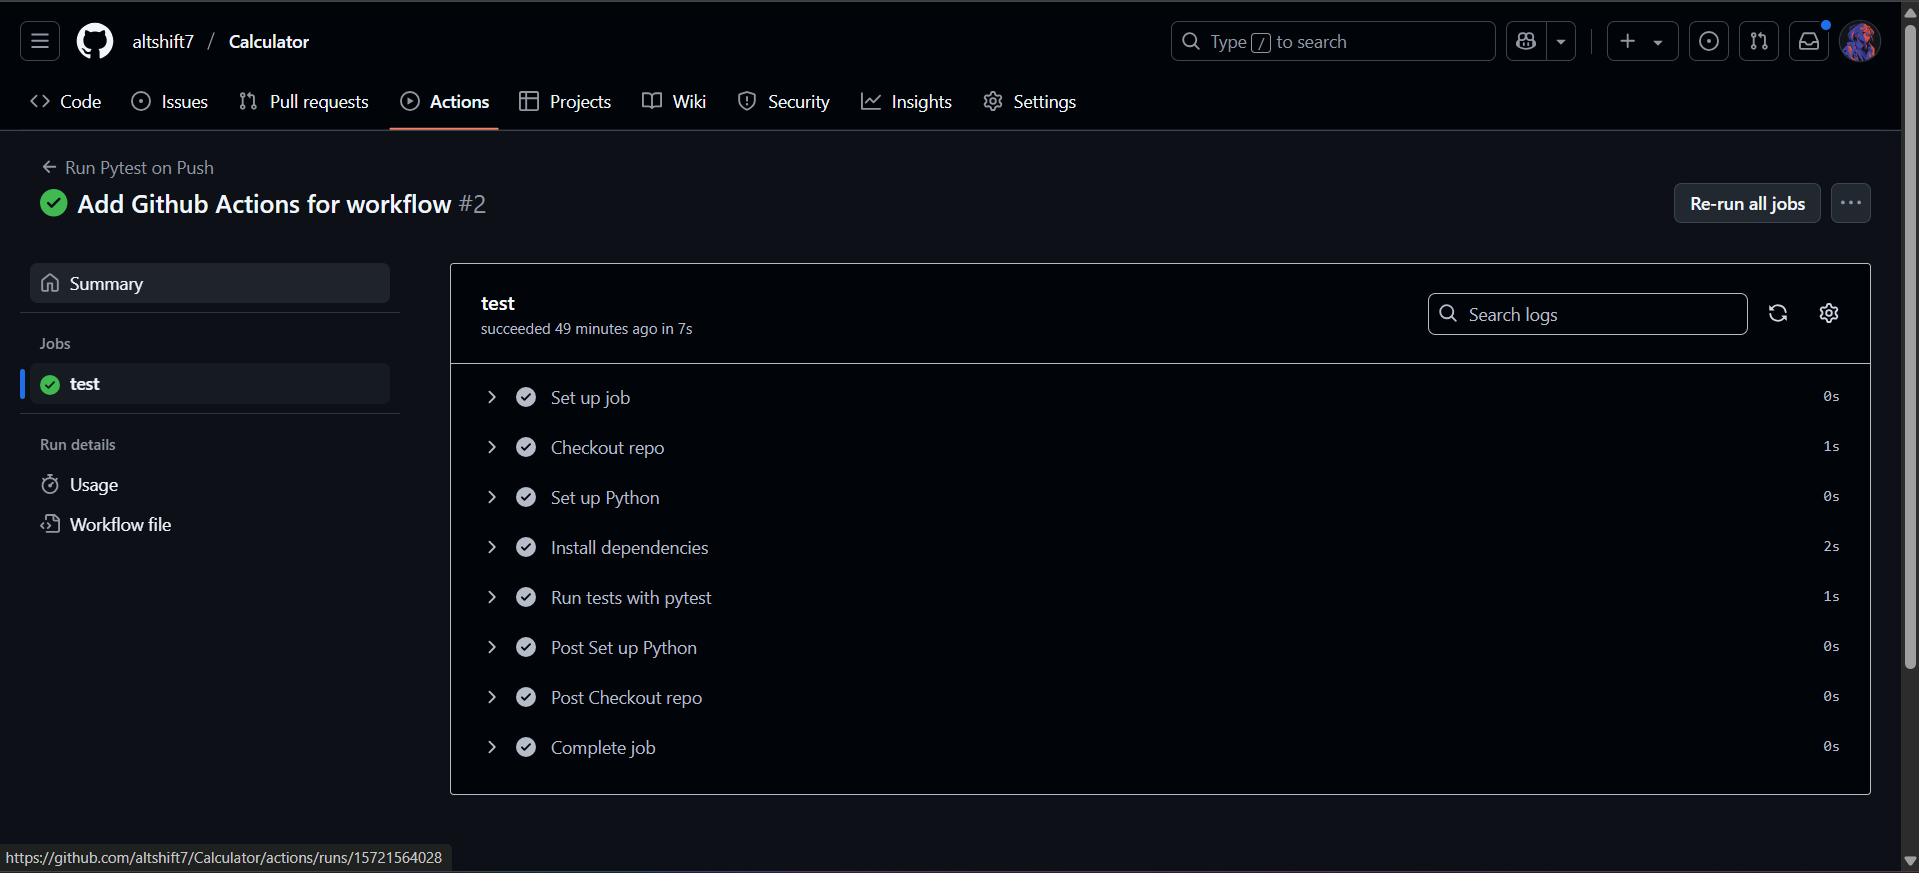 altshift7 / Calculator
Type / to search
Code
Issues
Pull requests
Actions
Projects
Wiki
Security
Insights
Settings
Run Pytest on Push
Add Github Actions for workflow #2
Re-run all jobs
Summary
Jobs
test
Run details
Usage
Workflow file
test
succeeded 49 minutes ago in 7s
Search logs
Set up job 0s
Checkout repo 1s
Set up Python 0s
Install dependencies 2s
Run tests with pytest 1s
Post Set up Python 0s
Post Checkout repo 0s
Complete job 0s
https://github.com/altshift7/Calculator/actions/runs/15721564028